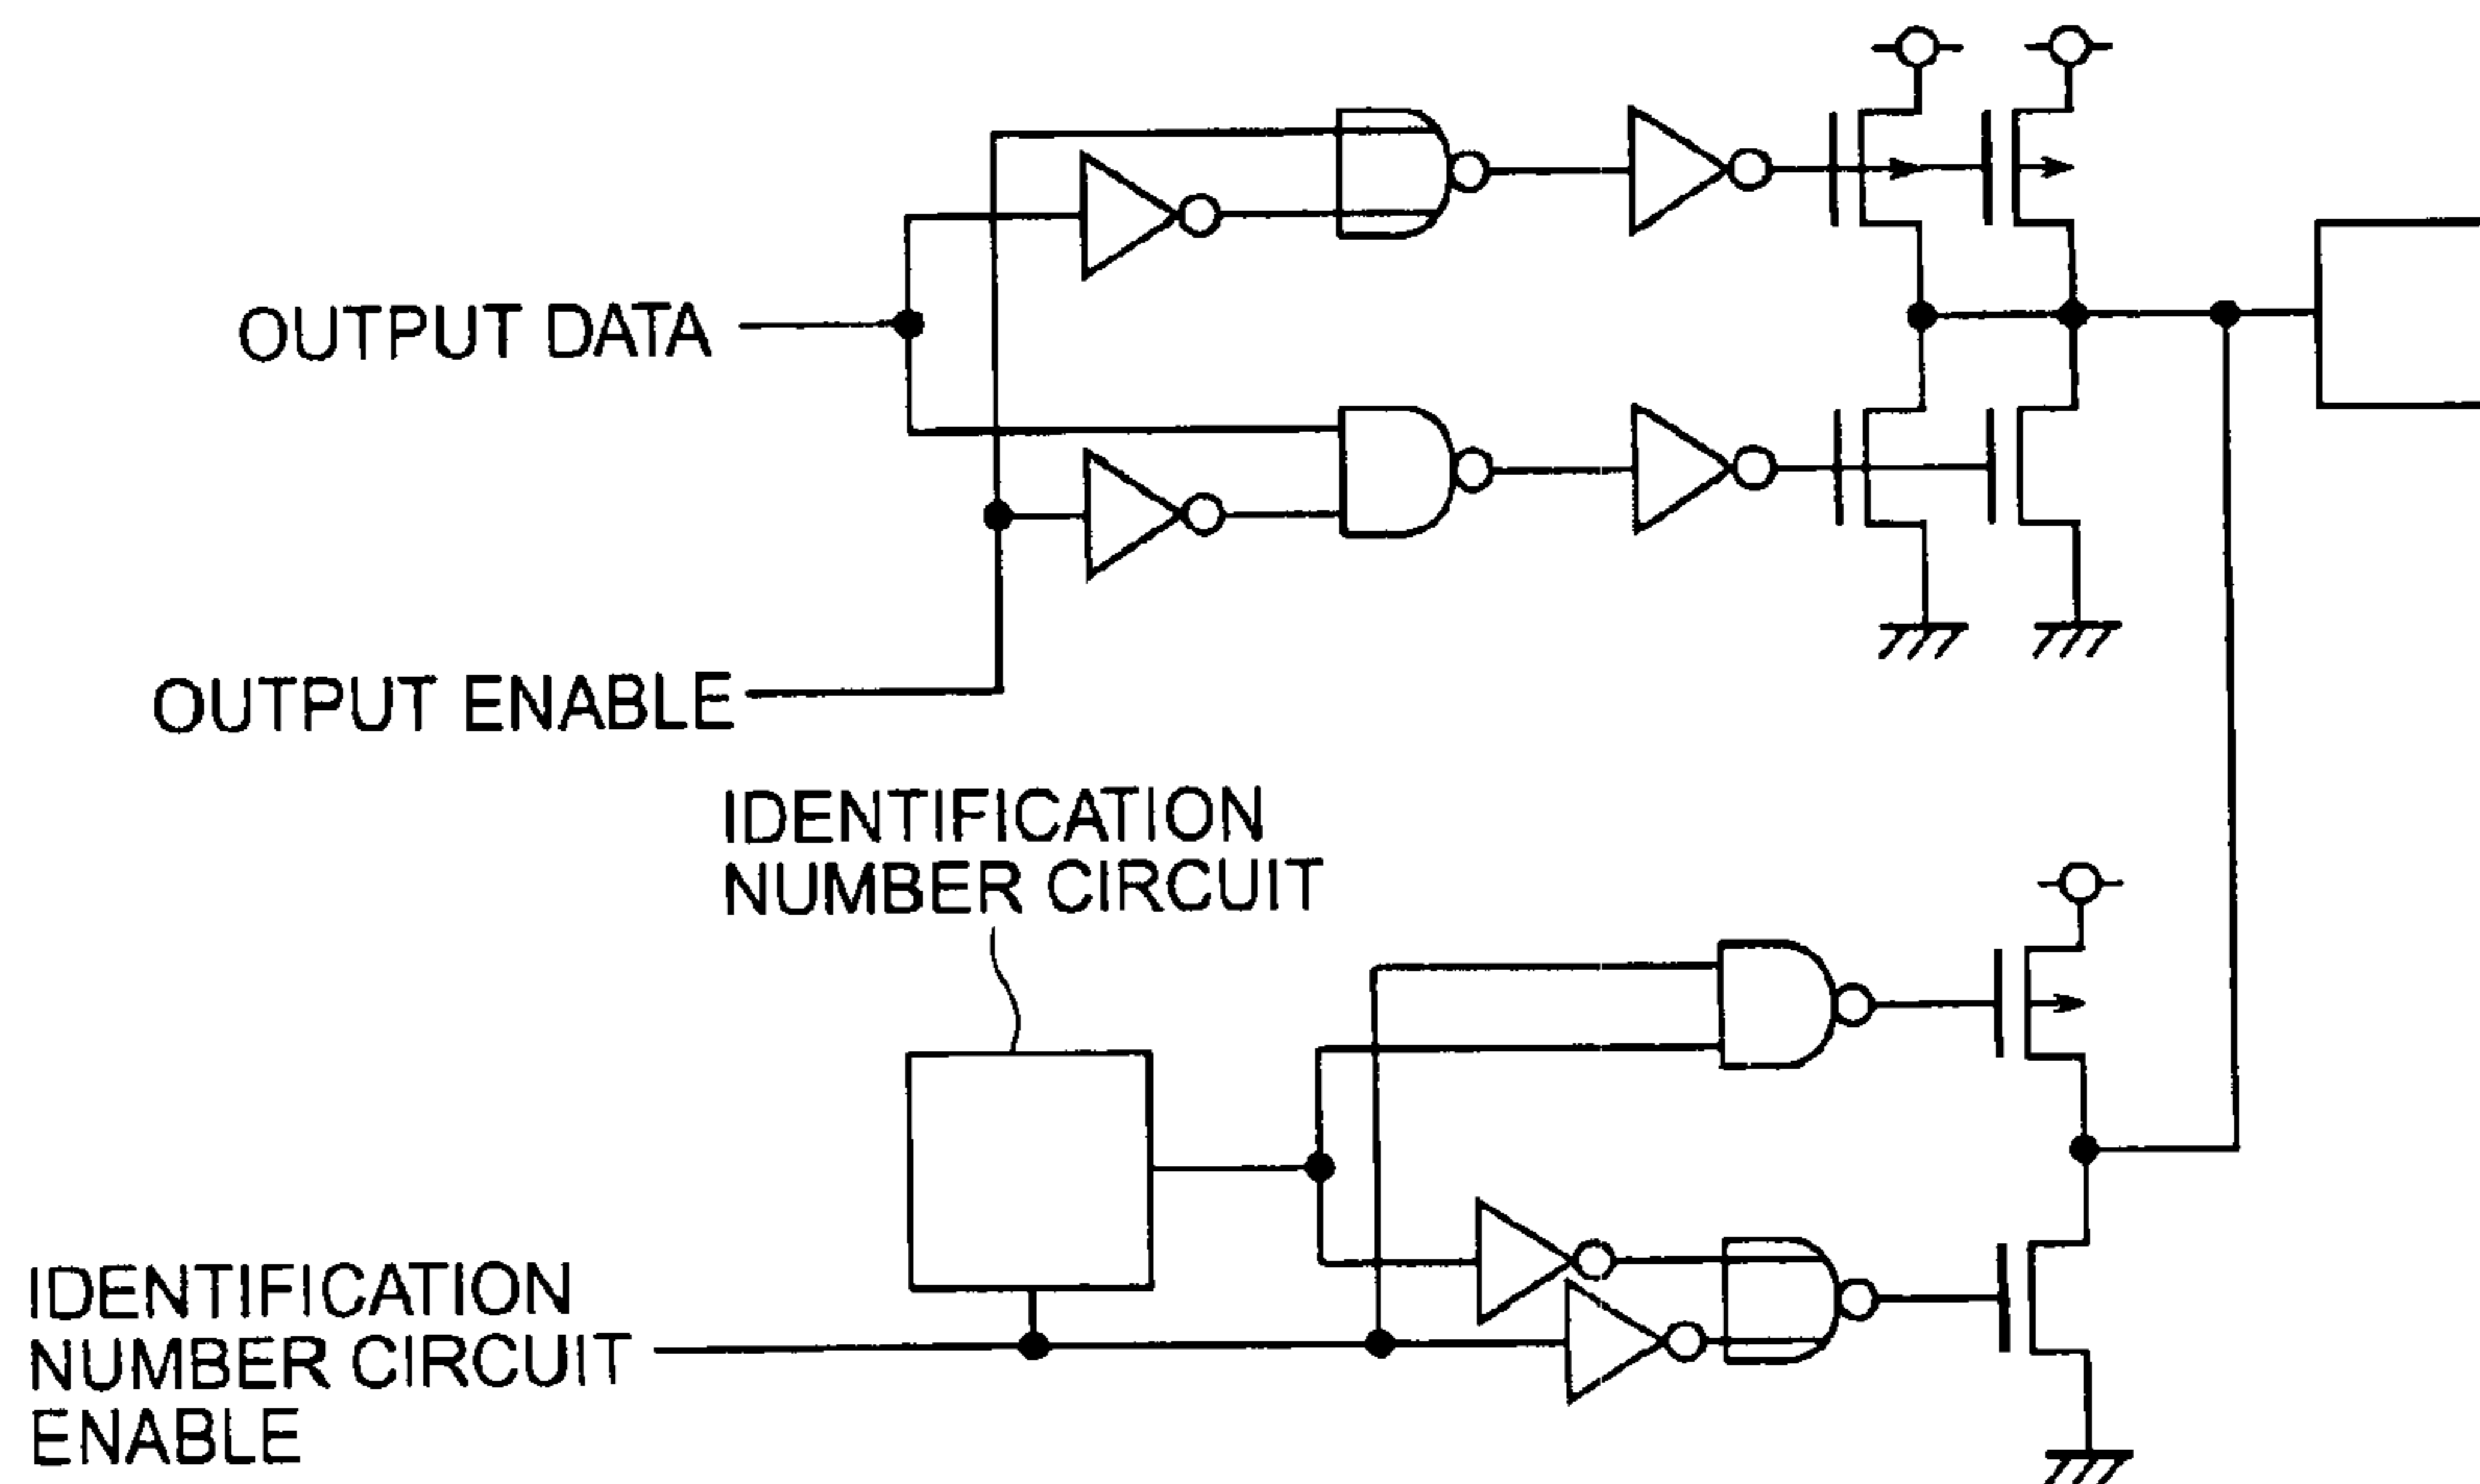 OUTPUT DATA
OUTPUT ENABLE
IDENTIFICATION
NUMBER CIRCUIT
IDENTIFICATION
NUMBER CIRCUIT
ENABLE